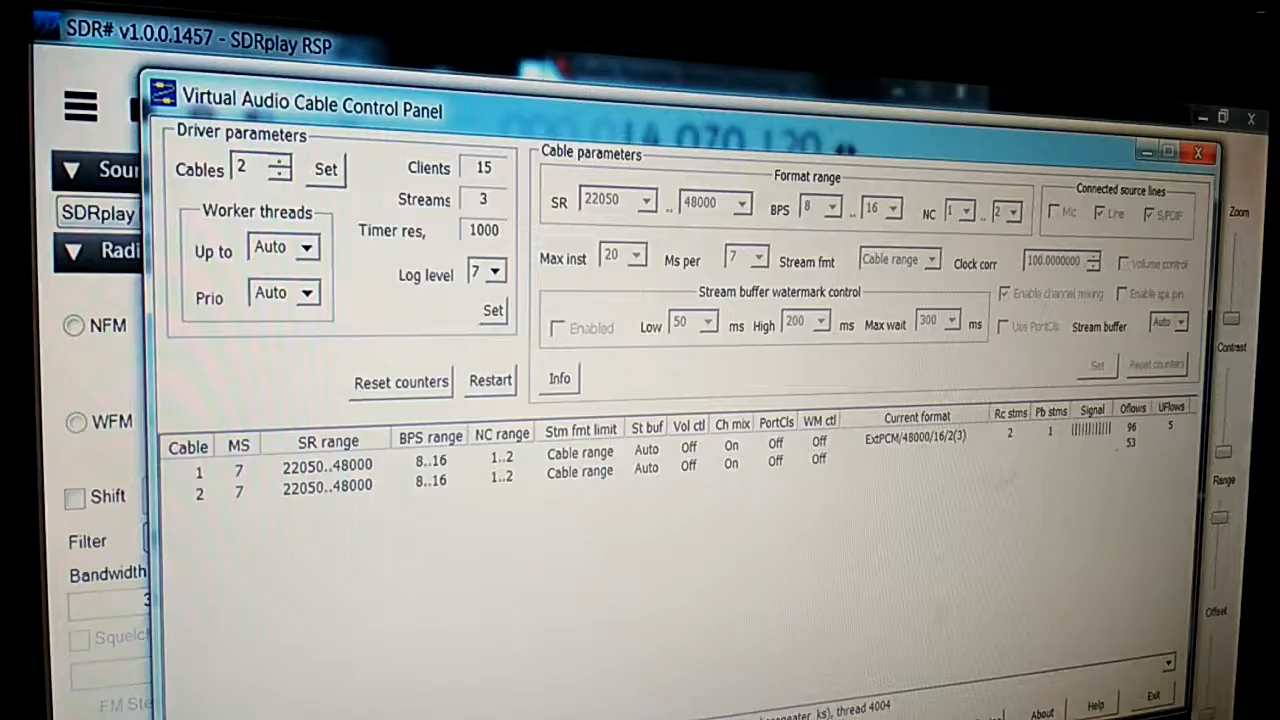 SDR# v1.0.0.1457 - SDRplay RSP
Virtual Audio Cable Control Panel
Driver parameters
Cables 2 Set
Clients 15
Streams 3
Timer res, 1000
Log level 7
Set
Worker threads
Up to Auto
Prio Auto
Reset counters Restart
Cable parameters
Format range
SR 22050 .. 48000 BPS 8 .. 16 NC 1 .. 2
Connected source lines
Mic Line S/PDIF
Max inst 20 Ms per 7 Stream fmt Cable range Clock corr 100.0000000 Volume control
Stream buffer watermark control
Enabled Low 50 ms High 200 ms Max wait 300 ms
Enable channel mixing Enable spk pin
Use PortCls Stream buffer Auto
Info Set Reset counters
Cable MS SR range BPS range NC range Stm fmt limit St buf Vol ctl Ch mix PortCls WM ctl Current format Rc stms Pb stms Signal Oflows UFlows
1 7 22050..48000 8..16 1..2 Cable range Auto Off On Off Off ExtPCM/48000/16/2(3) 2 1 96 5
2 7 22050..48000 8..16 1..2 Cable range Auto Off On Off Off 53
ks), thread 4004
About Help Exit
Sour
SDRplay
Radi
NFM
WFM
Shift
Filter
Bandwidth
3
Squelch
FM Ste
Zoom
Contrast
Range
Offset